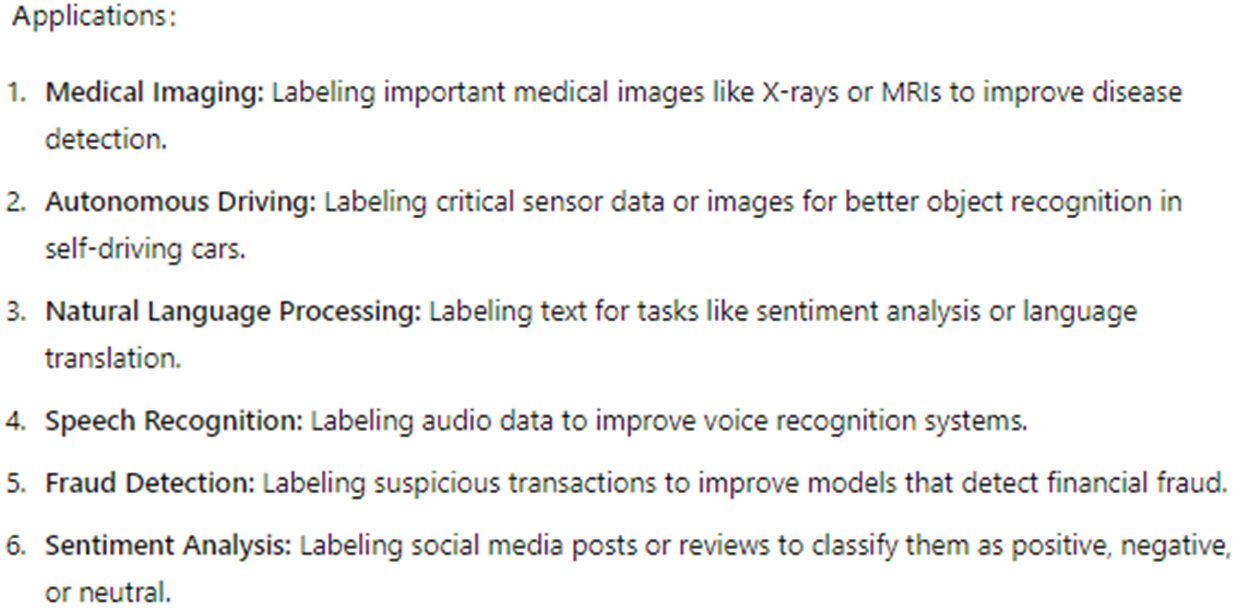 Applications:
1. Medical Imaging: Labeling important medical images like X-rays or MRIs to improve disease
detection.
2. Autonomous Driving: Labeling critical sensor data or images for better object recognition in
self-driving cars.
3. Natural Language Processing: Labeling text for tasks like sentiment analysis or language
translation.
4. Speech Recognition: Labeling audio data to improve voice recognition systems.
5. Fraud Detection: Labeling suspicious transactions to improve models that detect financial fraud.
6. Sentiment Analysis: Labeling social media posts or reviews to classify them as positive, negative,
or neutral.